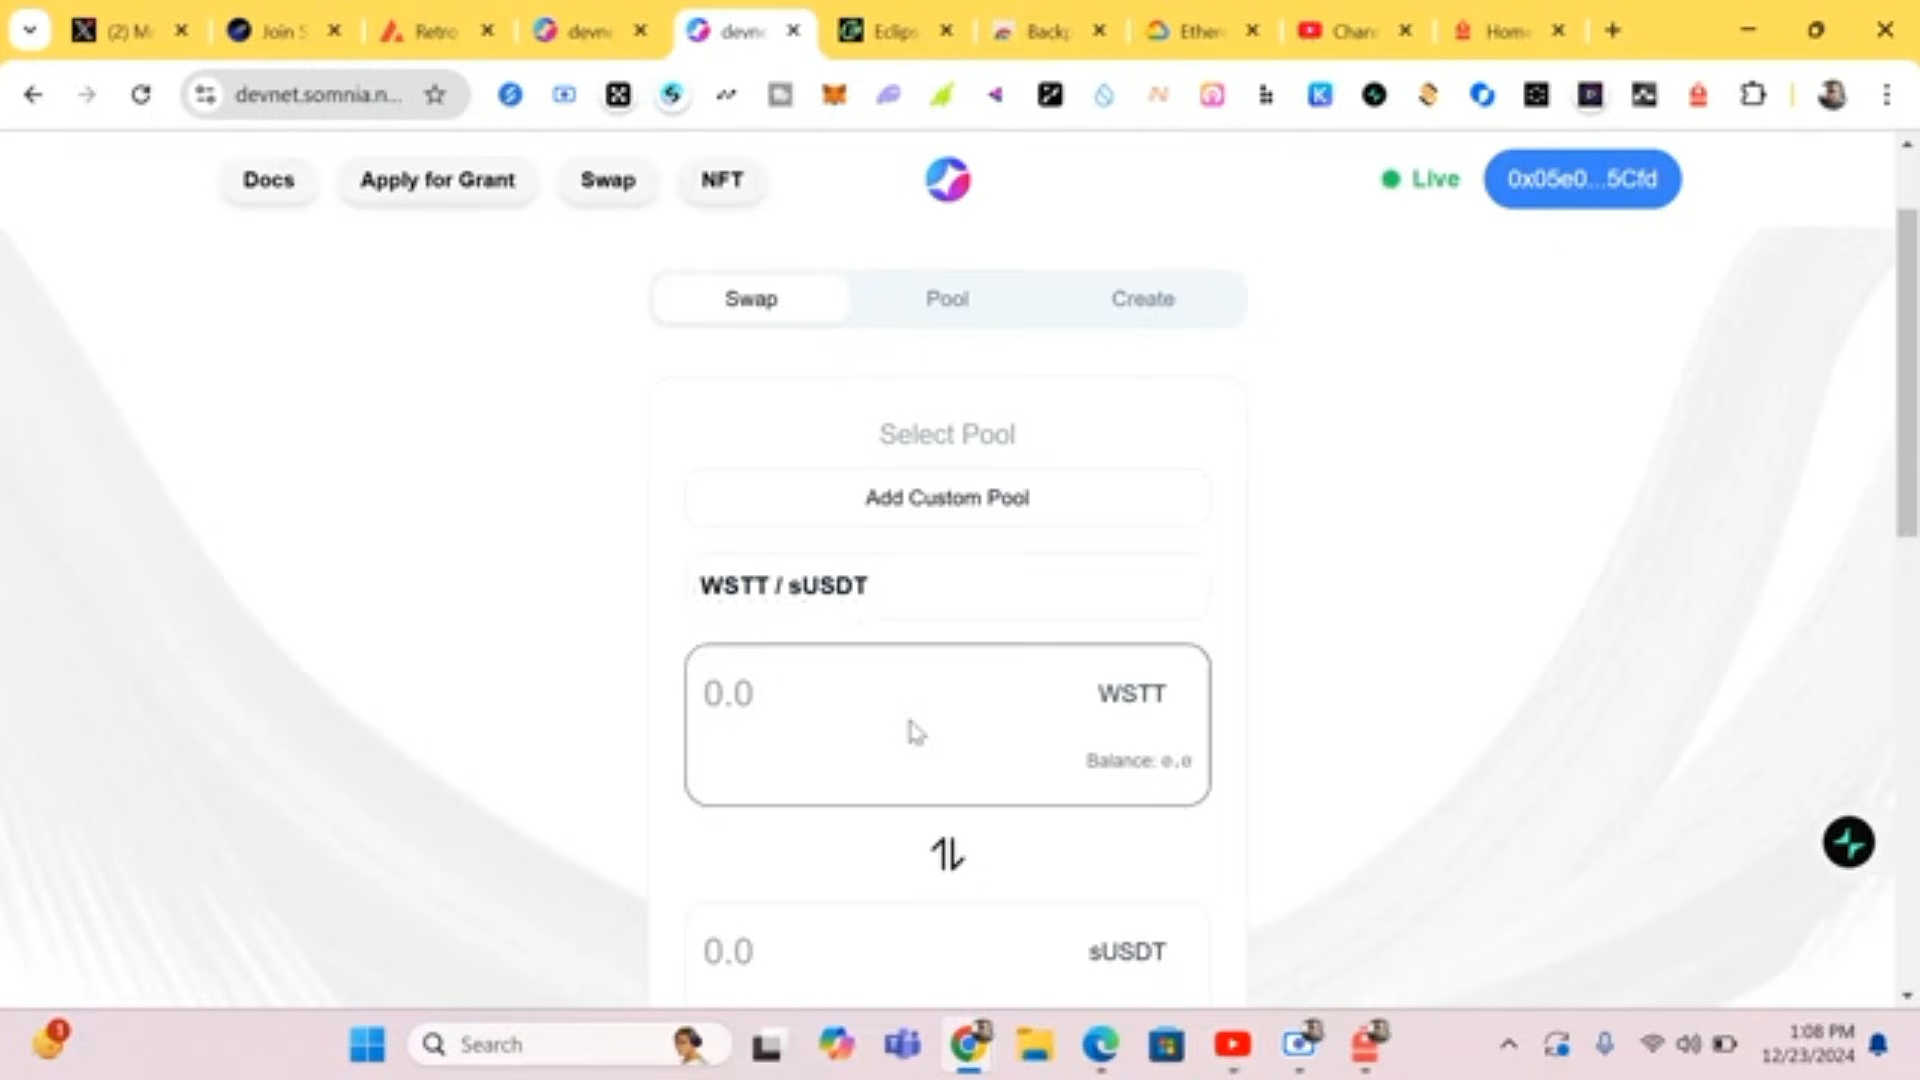 (2) M
Join S
Retro
devn
devn
Eclips
Back
Ether
Chan
Home
devnet.somnia.n...
Docs
Apply for Grant
Swap
NFT
Live
0x05e0...5Cfd
Swap
Pool
Create
Select Pool
Add Custom Pool
WSTT / sUSDT
0.0
WSTT
Balance: 0.0
0.0
sUSDT
Search
1:08 PM
12/23/2024